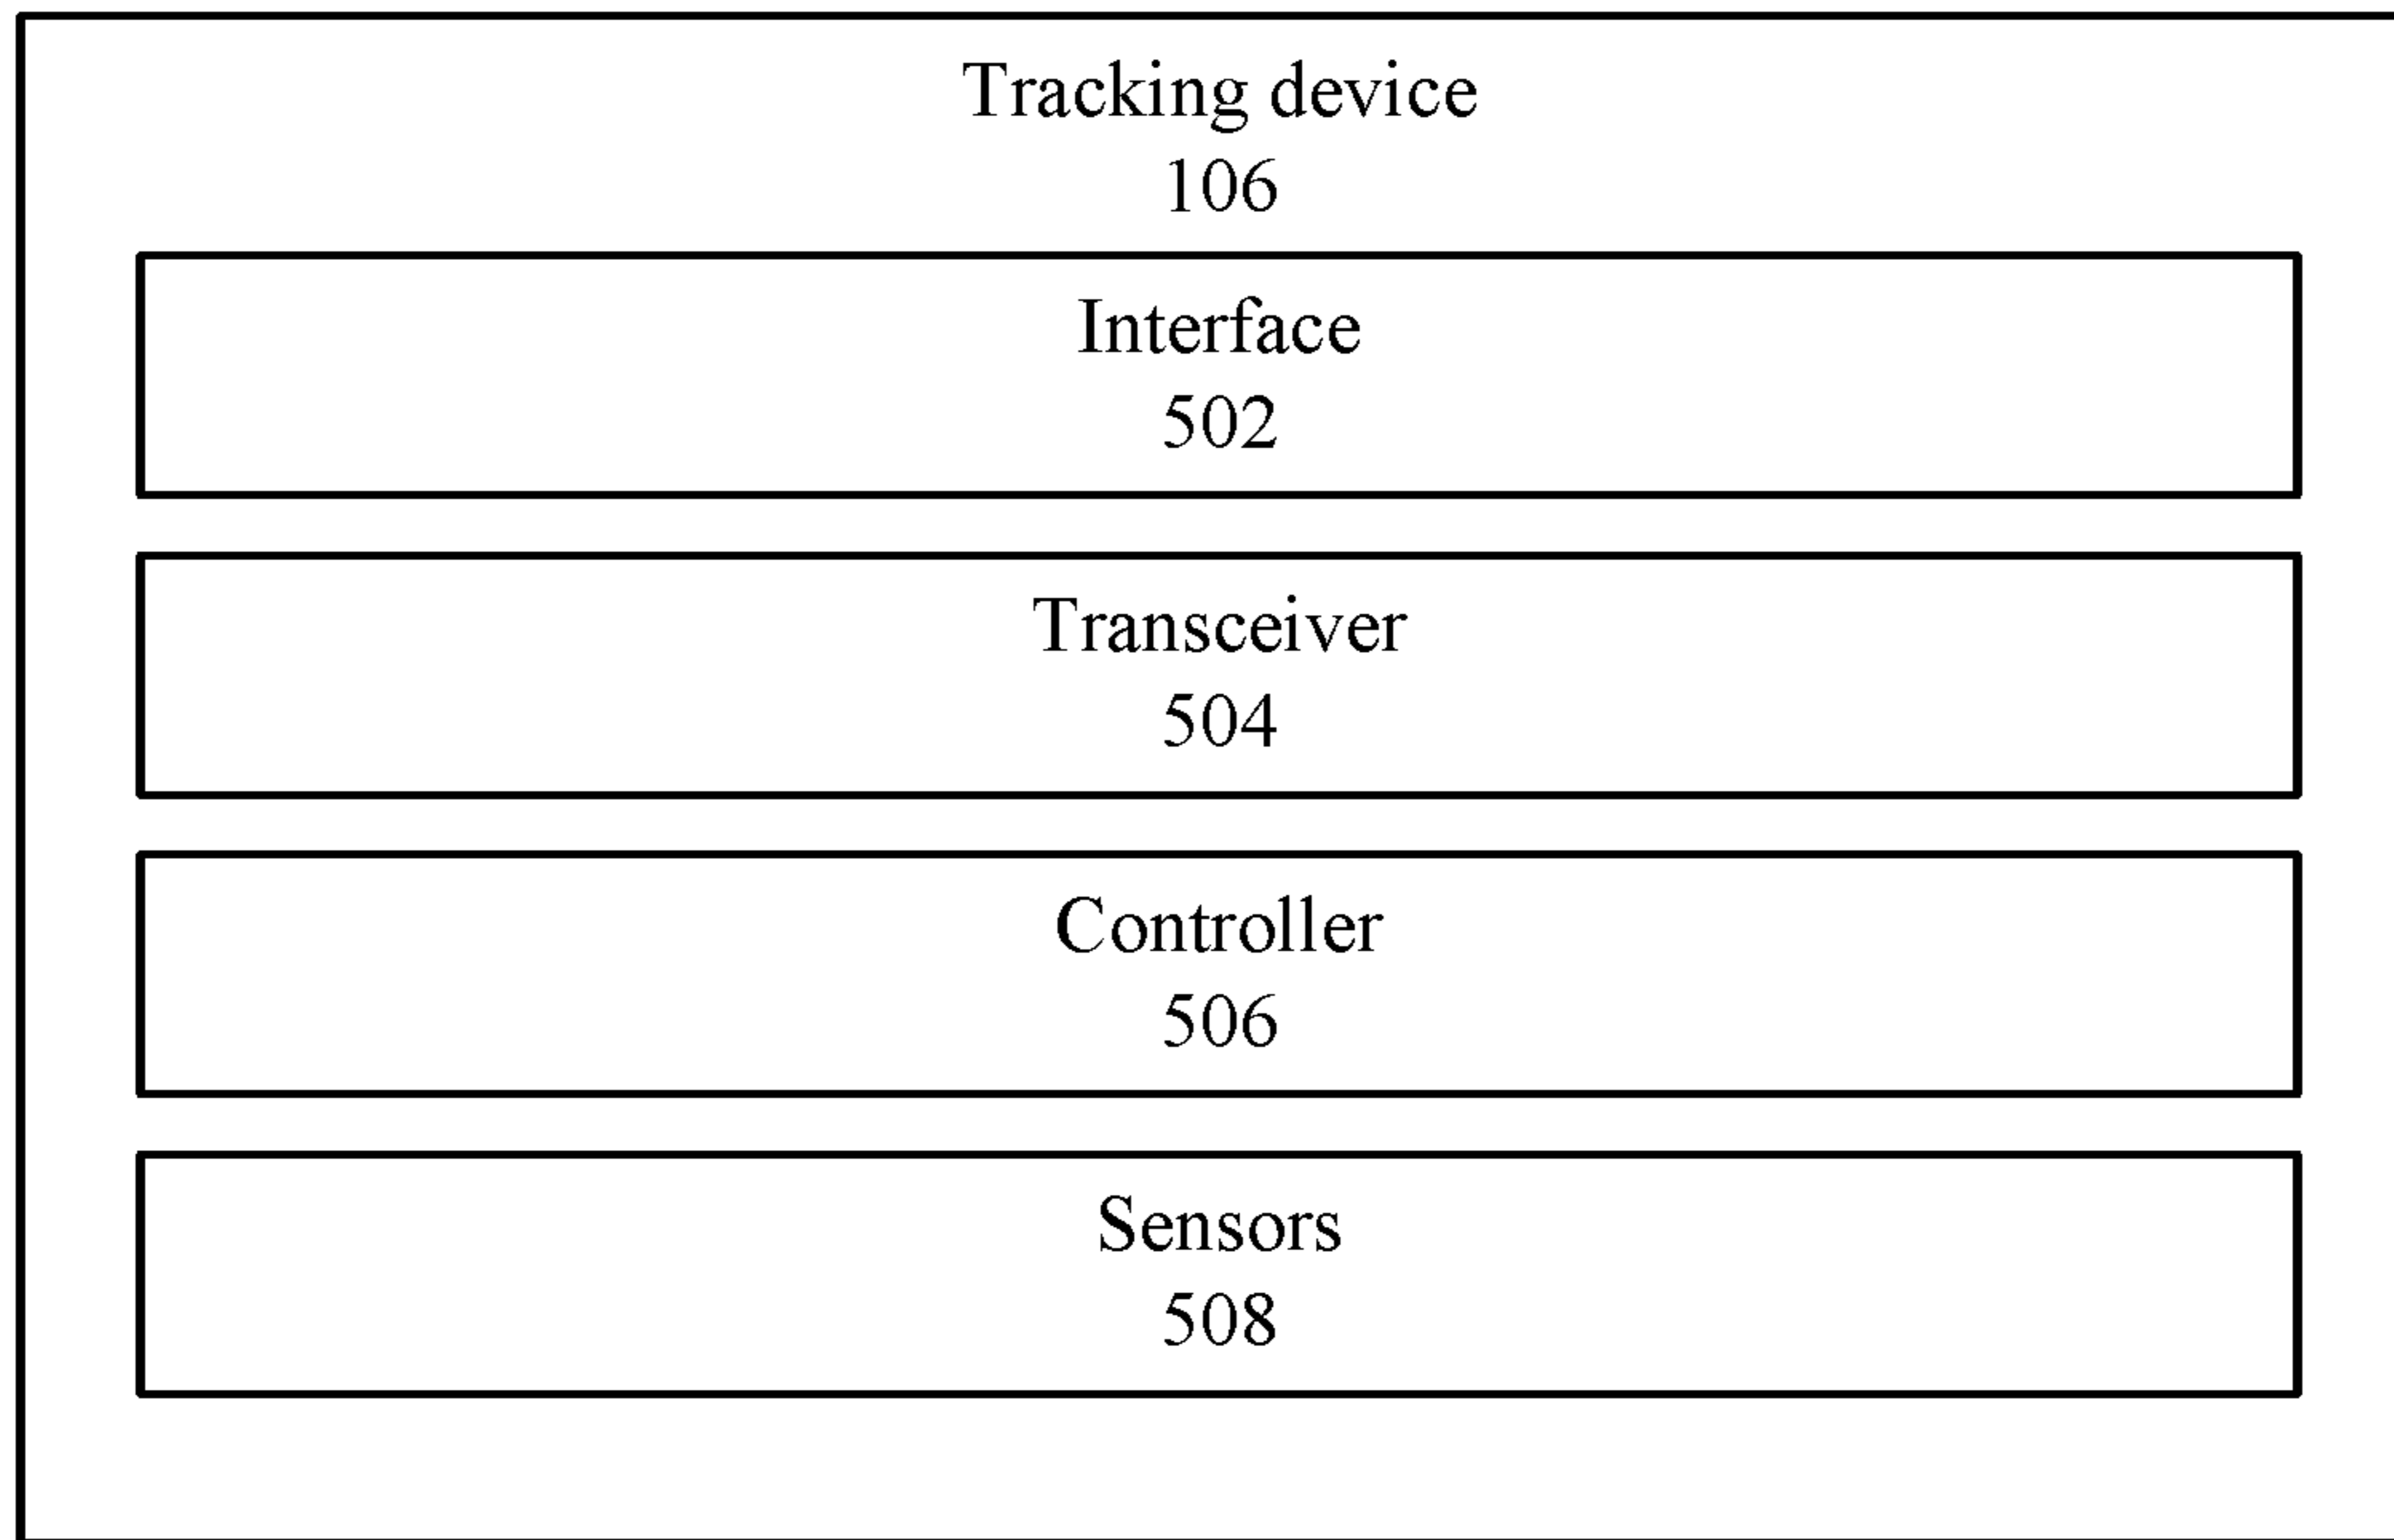 Tracking device
106
Interface
502
Transceiver
504
Controller
506
Sensors
508